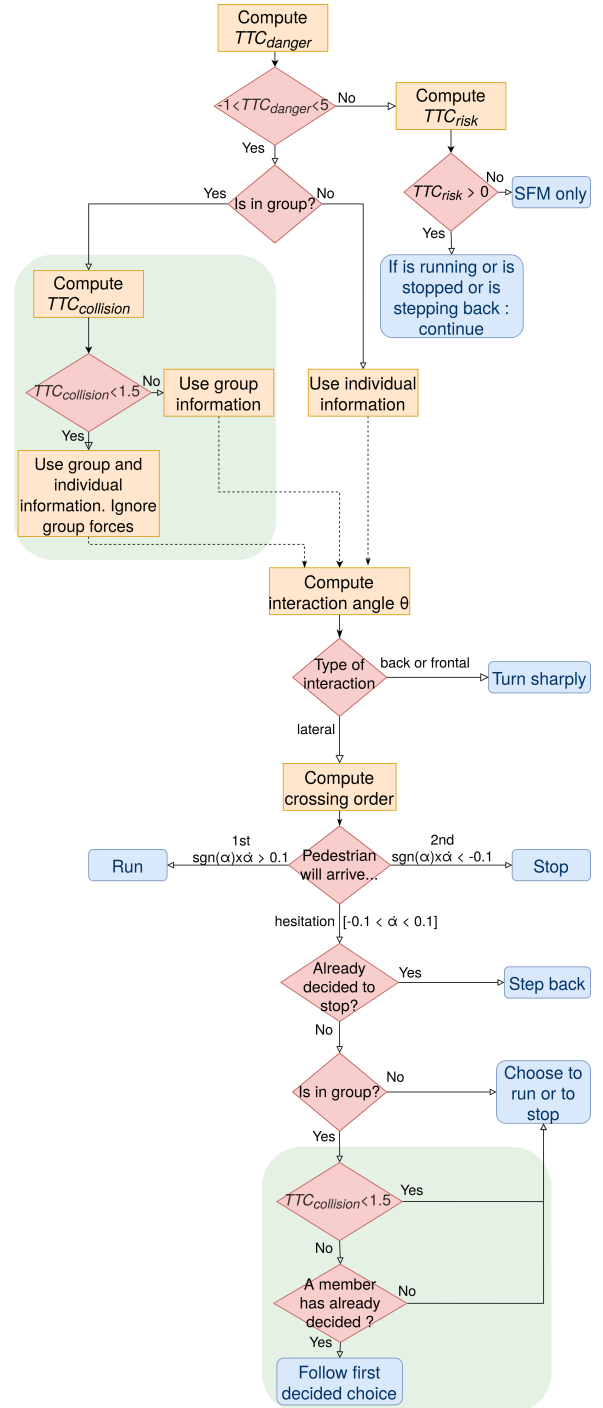 Compute
TTCdanger
-1<TTCdanger<5
No
Compute
TTCrisk
Yes
TTCrisk > 0
No
SFM only
Yes
Is in group?
No
Yes
If is running or is
stopped or is
stepping back :
continue
Compute
TTCcollision
TTCcollision<1.5
No
Use group
information
Use individual
information
Yes
Use group and
individual
information. Ignore
group forces
Compute
interaction angle θ
Type of
interaction
back or frontal
Turn sharply
lateral
Compute
crossing order
1st
sgn(α)xα̇ > 0.1
Pedestrian
will arrive...
2nd
sgn(α)xα̇ < -0.1
Run
Stop
hesitation [-0.1 < α̇ < 0.1]
Already
decided to
stop?
Yes
Step back
No
Is in group?
No
Choose to
run or to
stop
Yes
TTCcollision<1.5
Yes
No
A member
has already
decided ?
No
Yes
Follow first
decided choice